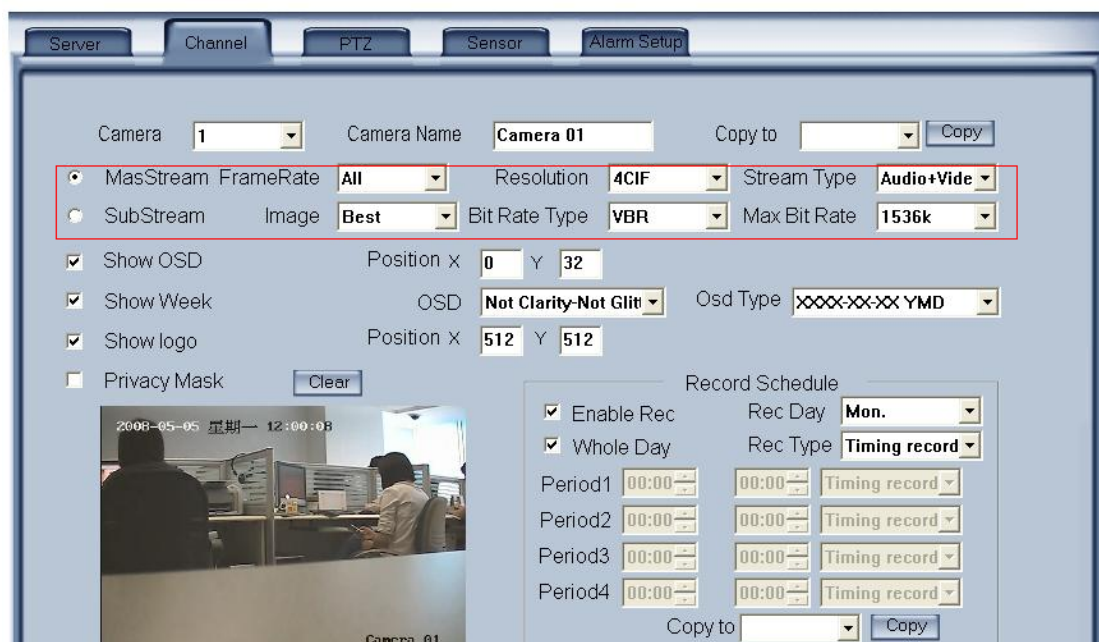 Server Channel PTZ Sensor Alarm Setup
Camera 1 Camera Name Camera 01 Copy to Copy
MasStream FrameRate All Resolution 4CIF Stream Type Audio+Vide
SubStream Image Best Bit Rate Type VBR Max Bit Rate 1536k
Show OSD Position X 0 Y 32
Show Week OSD Not Clarity-Not Glitt Osd Type XXXX-XX-XX YMD
Show logo Position X 512 Y 512
Privacy Mask Clear
Record Schedule
2008-05-05 星期一 12:00:08
Camera 01
Enable Rec Rec Day Mon.
Whole Day Rec Type Timing record
Period1 00:00 00:00 Timing record
Period2 00:00 00:00 Timing record
Period3 00:00 00:00 Timing record
Period4 00:00 00:00 Timing record
Copy to Copy